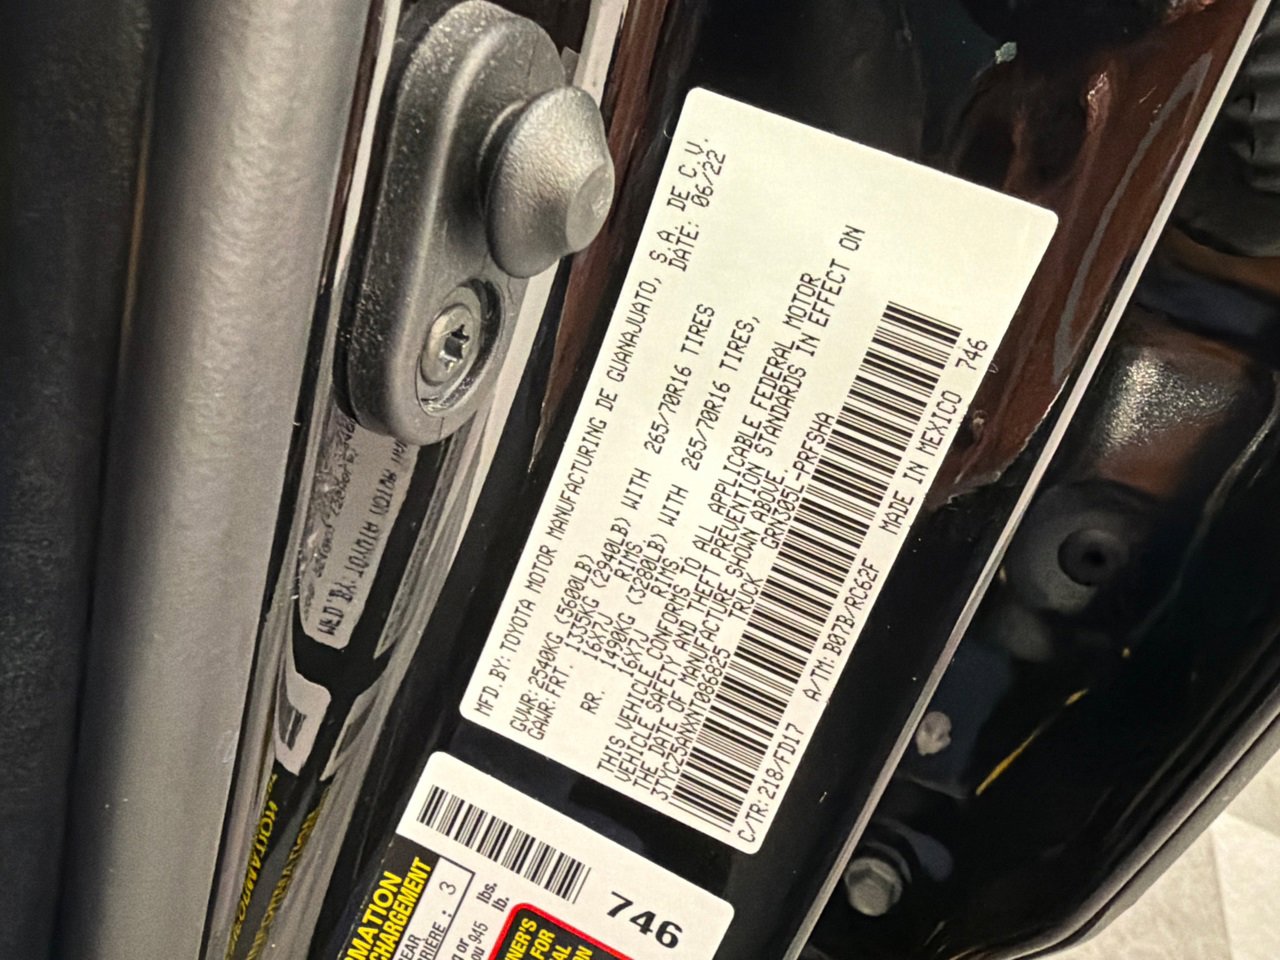 MFD. BY: TOYOTA MOTOR MANUFACTURING DE GUANAJUATO, S.A. DE C.V.
DATE: 06/22
GVWR: 2540KG (5600LB)
GAWR: FRT. 1335KG (2940LB) WITH 265/70R16 TIRES
16X7J RIMS
RR. 1490KG (3280LB) WITH 265/70R16 TIRES,
16X7J RIMS
THIS VEHICLE CONFORMS TO ALL APPLICABLE FEDERAL MOTOR
VEHICLE SAFETY AND THEFT PREVENTION STANDARDS IN EFFECT ON
THE DATE OF MANUFACTURE SHOWN ABOVE.
3TYCZ5ANXNT086825 TRUCK GRN305L-PRFSHA
C/TR: 218/FD17 A/TM: B07B/RC62F MADE IN MEXICO 746
746
3
lbs.
945 lb.
CHARGEMENT
FOR